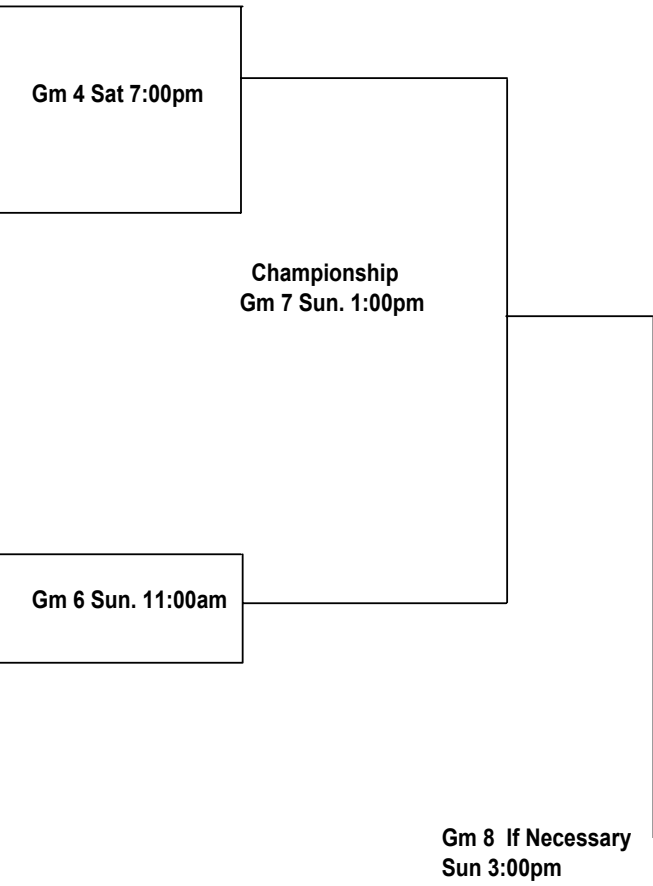 Gm 4 Sat 7:00pm
Championship
Gm 7 Sun. 1:00pm
Gm 6 Sun. 11:00am
Gm 8 If Necessary
Sun 3:00pm